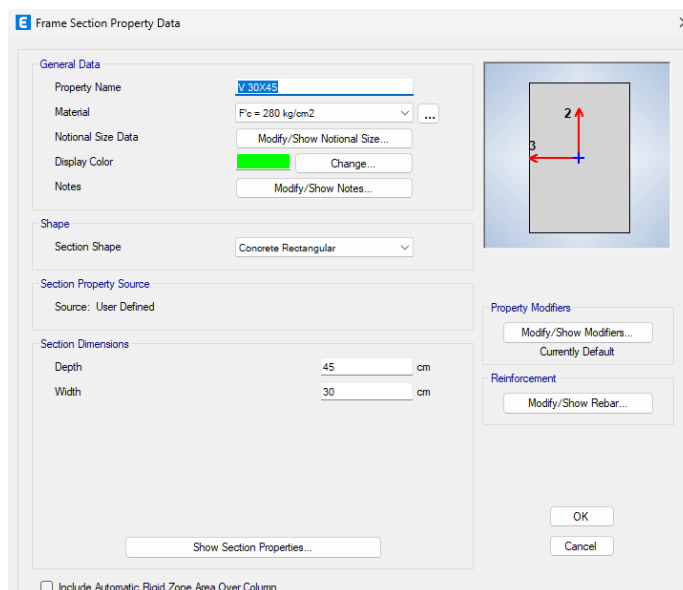 E Frame Section Property Data
General Data
Property Name V 30X45
Material F'c = 280 kg/cm2 ...
Notional Size Data Modify/Show Notional Size...
Display Color Change...
Notes Modify/Show Notes...
2
3
Shape
Section Shape Concrete Rectangular
Section Property Source
Source: User Defined
Property Modifiers
Modify/Show Modifiers...
Currently Default
Section Dimensions
Depth 45 cm
Width 30 cm
Reinforcement
Modify/Show Rebar...
OK
Show Section Properties...
Cancel
Include Automatic Rigid Zone Area Over Column